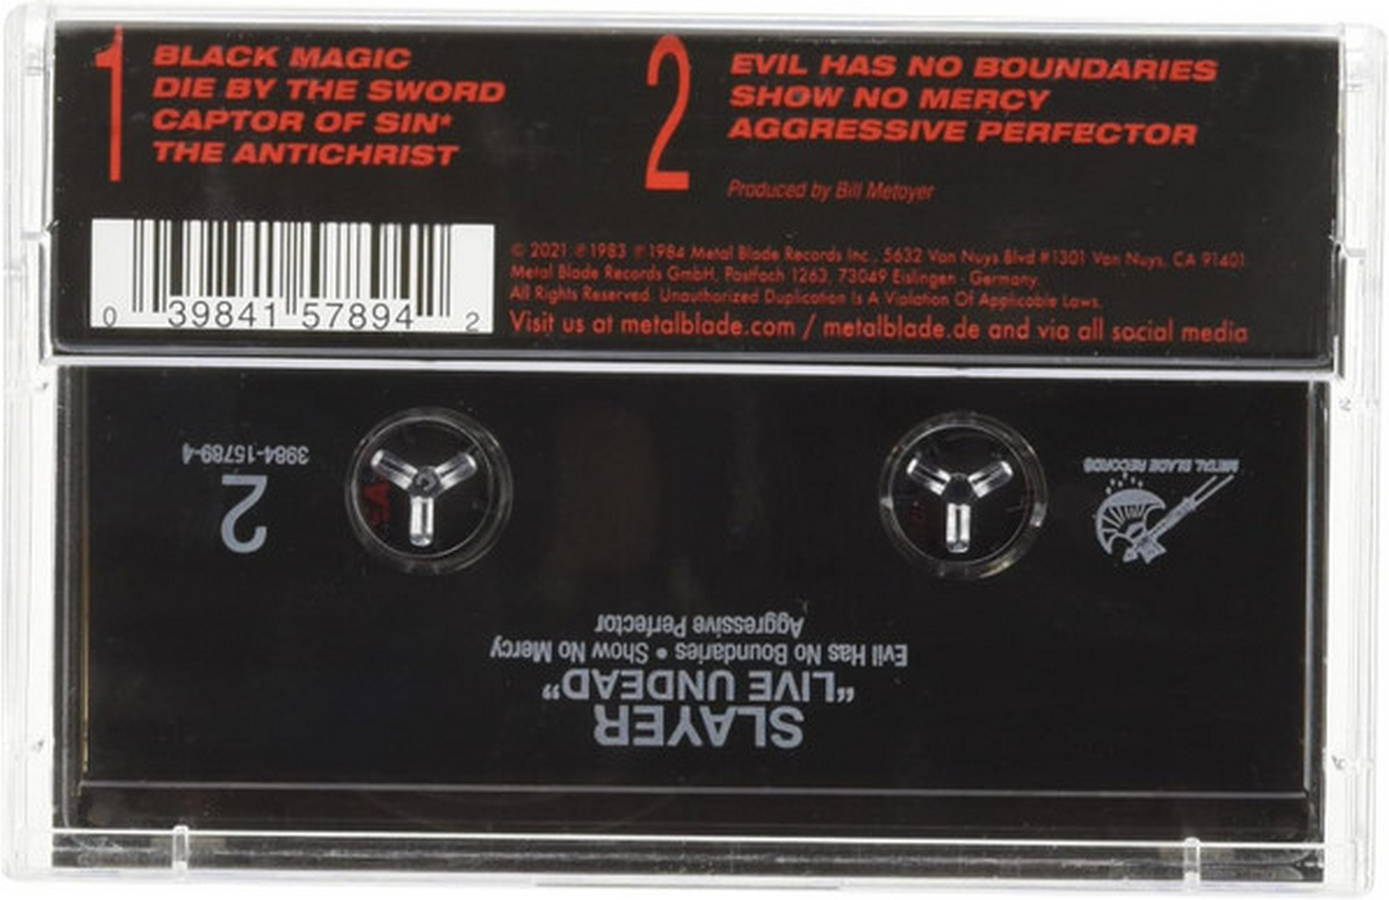 1
BLACK MAGIC
DIE BY THE SWORD
CAPTOR OF SIN*
THE ANTICHRIST
2
EVIL HAS NO BOUNDARIES
SHOW NO MERCY
AGGRESSIVE PERFECTOR
Produced by Bill Metoyer
0 39841 57894 2
© 2021 ℗1983 ℗1984 Metal Blade Records Inc., 5632 Van Nuys Blvd #1301 Van Nuys, CA 91401
Metal Blade Records GmbH, Postfach 1263, 73049 Eislingen - Germany.
All Rights Reserved. Unauthorized Duplication Is A Violation Of Applicable Laws.
Visit us at metalblade.com / metalblade.de and via all social media
SLAYER
“LIVE UNDEAD”
Evil Has No Boundaries • Show No Mercy
Aggressive Perfector
METAL BLADE RECORDS
2
3984-15789-4